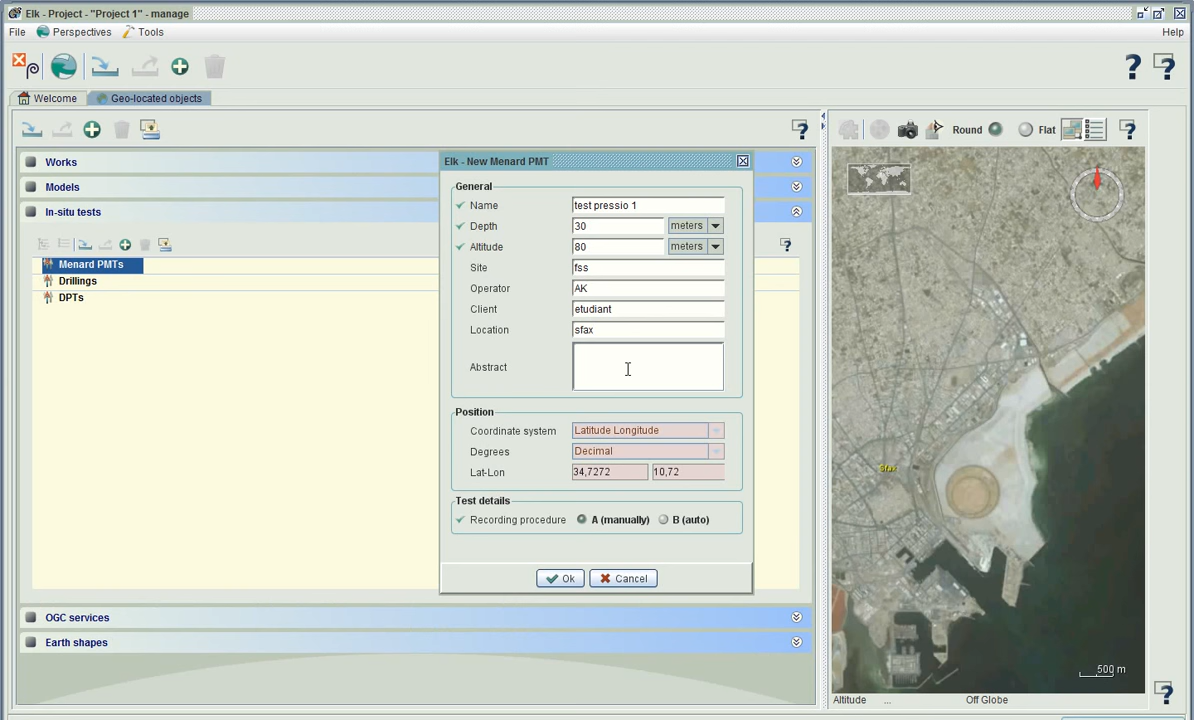 Elk - Project - "Project 1" - manage
File Perspectives Tools Help
Welcome Geo-located objects
Round Flat
Works
Models
In-situ tests
Menard PMTs
Drillings
DPTs
OGC services
Earth shapes
Elk - New Menard PMT
General
Name test pressio 1
Depth 30 meters
Altitude 80 meters
Site fss
Operator AK
Client etudiant
Location sfax
Abstract
Position
Coordinate system Latitude Longitude
Degrees Decimal
Lat-Lon 34,7272 10,72
Test details
Recording procedure A (manually) B (auto)
Ok Cancel
Sfax
500 m
Altitude ... Off Globe